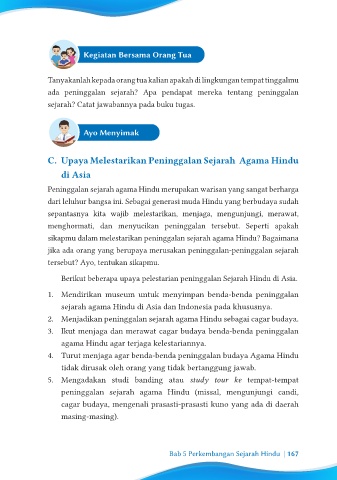 Kegiatan Bersama Orang Tua
Tanyakanlah kepada orang tua kalian apakah di lingkungan tempat tinggalmu
ada peninggalan sejarah? Apa pendapat mereka tentang peninggalan
sejarah? Catat jawabannya pada buku tugas.
Ayo Menyimak
C. Upaya Melestarikan Peninggalan Sejarah Agama Hindu
di Asia
Peninggalan sejarah agama Hindu merupakan warisan yang sangat berharga
dari leluhur bangsa ini. Sebagai generasi muda Hindu yang berbudaya sudah
sepantasnya kita wajib melestarikan, menjaga, mengunjungi, merawat,
menghormati, dan menyucikan peninggalan tersebut. Seperti apakah
sikapmu dalam melestarikan peninggalan sejarah agama Hindu? Bagaimana
jika ada orang yang berupaya merusakan peninggalan-peninggalan sejarah
tersebut? Ayo, tentukan sikapmu.
Berikut beberapa upaya pelestarian peninggalan Sejarah Hindu di Asia.
1. Mendirikan museum untuk menyimpan benda-benda peninggalan
sejarah agama Hindu di Asia dan Indonesia pada khususnya.
2. Menjadikan peninggalan sejarah agama Hindu sebagai cagar budaya.
3. Ikut menjaga dan merawat cagar budaya benda-benda peninggalan
agama Hindu agar terjaga kelestariannya.
4. Turut menjaga agar benda-benda peninggalan budaya Agama Hindu
tidak dirusak oleh orang yang tidak bertanggung jawab.
5. Mengadakan studi banding atau study tour ke tempat-tempat
peninggalan sejarah agama Hindu (missal, mengunjungi candi,
cagar budaya, mengenali prasasti-prasasti kuno yang ada di daerah
masing-masing).
Bab 5 Perkembangan Sejarah Hindu | 167